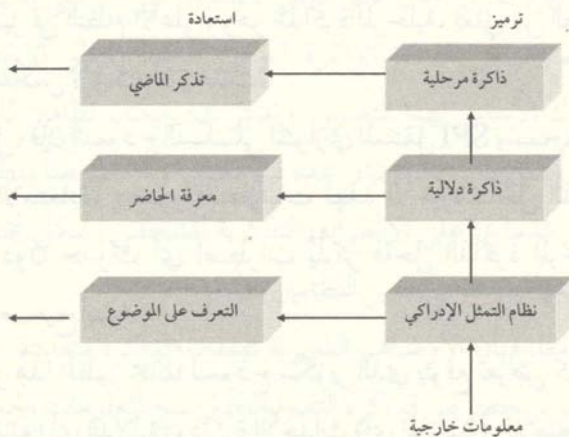 ترميز
استعادة
ذاكرة مرحلية
تذكر الماضي
ذاكرة دلالية
معرفة الحاضر
نظام التمثل الإدراكي
التعرف على الموضوع
معلومات خارجية